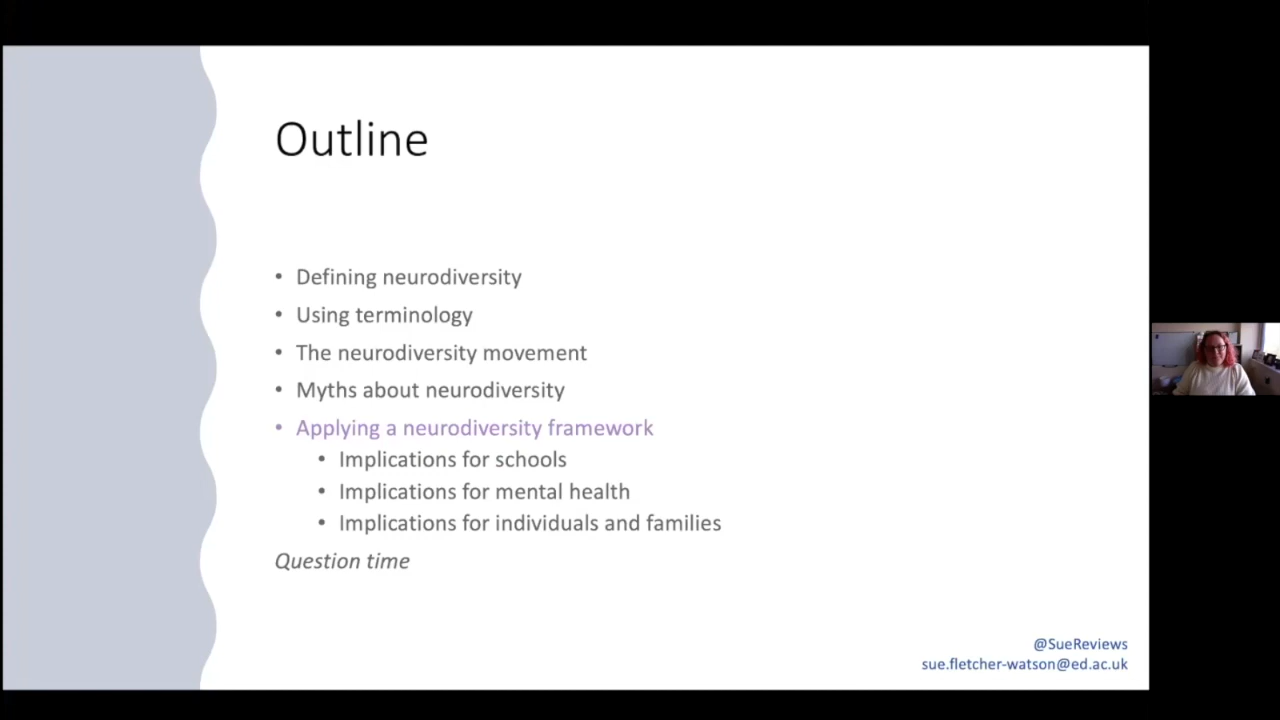 Outline
• Defining neurodiversity
• Using terminology
• The neurodiversity movement
• Myths about neurodiversity
• Applying a neurodiversity framework
• Implications for schools
• Implications for mental health
• Implications for individuals and families
Question time
@SueReviews
sue.fletcher-watson@ed.ac.uk